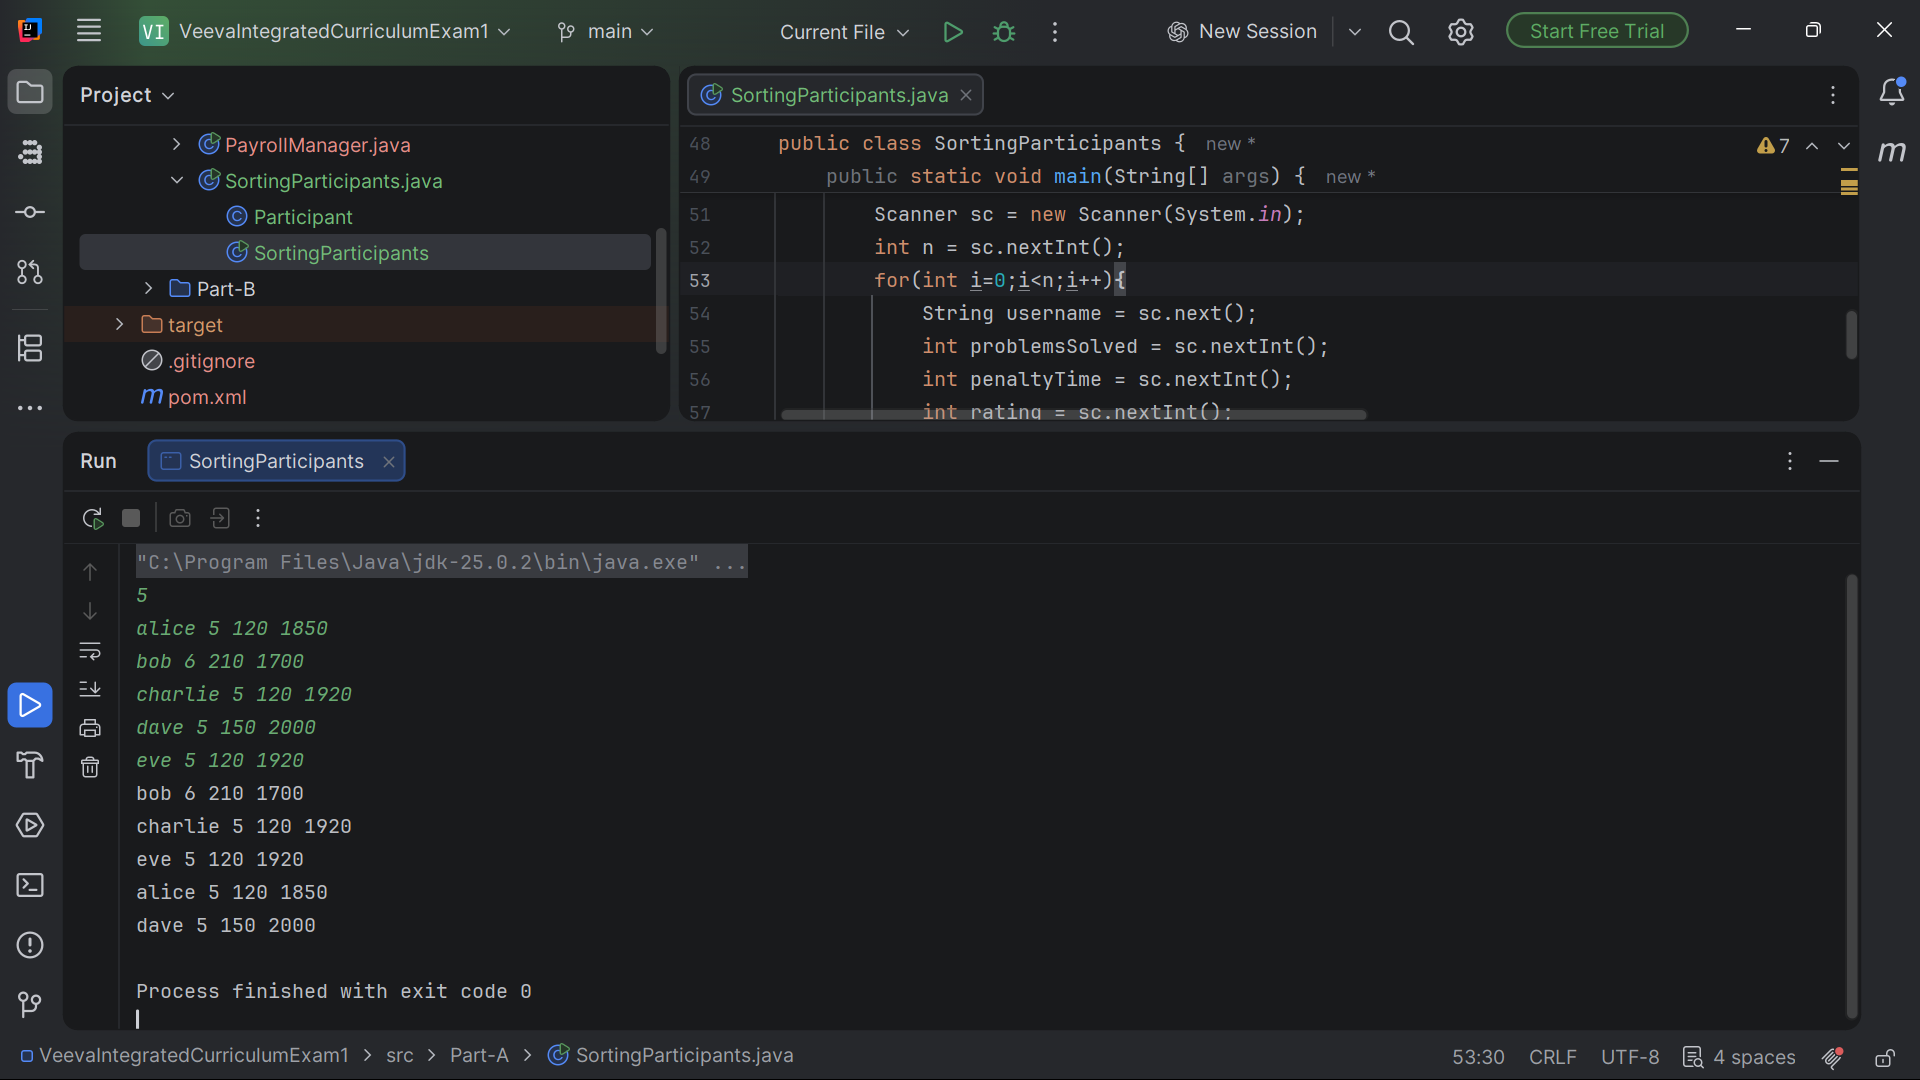 VI VeevaIntegratedCurriculumExam1 main Current File New Session Start Free Trial
Project
PayrollManager.java
SortingParticipants.java
Participant
SortingParticipants
Part-B
target
.gitignore
m pom.xml
SortingParticipants.java
48 public class SortingParticipants { new *
7
49 public static void main(String[] args) { new *
51 Scanner sc = new Scanner(System.in);
52 int n = sc.nextInt();
53 for(int i=0;i<n;i++){
54 String username = sc.next();
55 int problemsSolved = sc.nextInt();
56 int penaltyTime = sc.nextInt();
57 int rating = sc.nextInt();
m
Run SortingParticipants
"C:\Program Files\Java\jdk-25.0.2\bin\java.exe" ...
5
alice 5 120 1850
bob 6 210 1700
charlie 5 120 1920
dave 5 150 2000
eve 5 120 1920
bob 6 210 1700
charlie 5 120 1920
eve 5 120 1920
alice 5 120 1850
dave 5 150 2000
Process finished with exit code 0
VeevaIntegratedCurriculumExam1 > src > Part-A > SortingParticipants.java
53:30 CRLF UTF-8 4 spaces